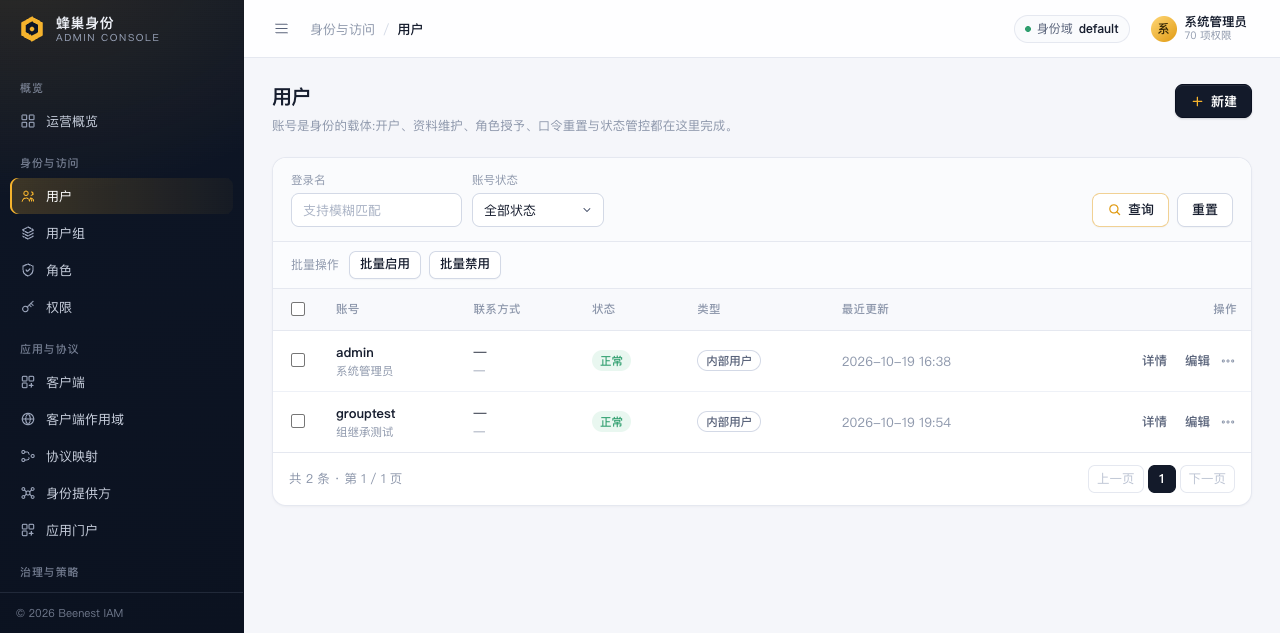 蜂巢身份
ADMIN CONSOLE
概览
运营概览
身份与访问
用户
用户组
角色
权限
应用与协议
客户端
客户端作用域
协议映射
身份提供方
应用门户
治理与策略
© 2026 Beenest IAM
身份与访问 / 用户
身份域 default
系
系统管理员
70 项权限
用户
账号是身份的载体:开户、资料维护、角色授予、口令重置与状态管控都在这里完成。
新建
登录名
账号状态
支持模糊匹配
全部状态
查询
重置
批量操作 批量启用 批量禁用
账号 联系方式 状态 类型 最近更新 操作
admin — 正常 内部用户 2026-10-19 16:38 详情 编辑 ···
系统管理员 —
grouptest — 正常 内部用户 2026-10-19 19:54 详情 编辑 ···
组继承测试 —
共 2 条 · 第 1 / 1 页
上一页 1 下一页